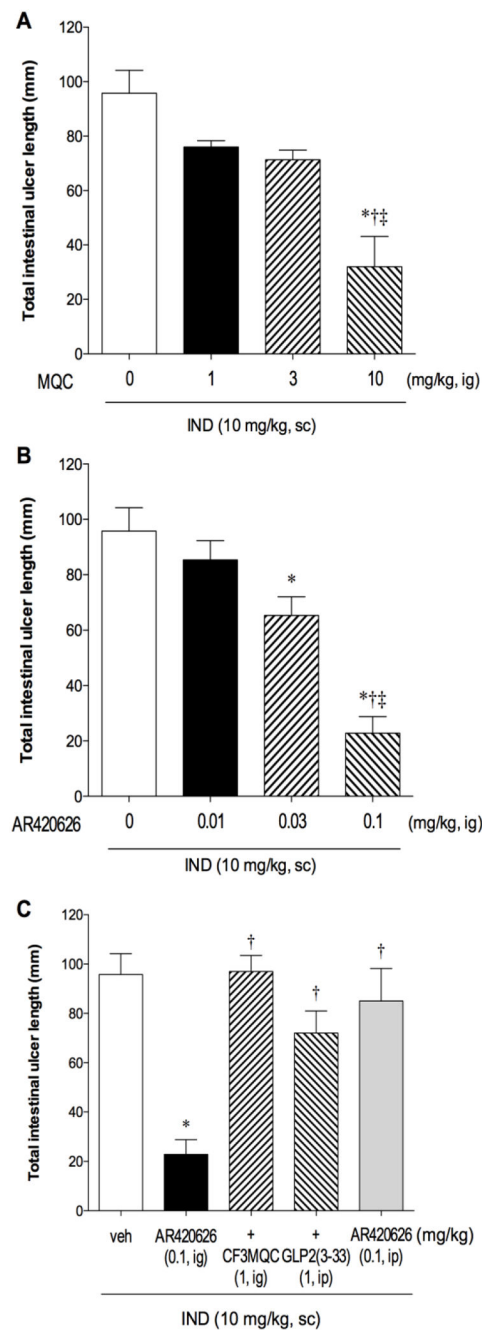 A
Total intestinal ulcer length (mm)
120
100
80
60
40
20
0
*†‡
MQC 0 1 3 10 (mg/kg, ig)
IND (10 mg/kg, sc)
B
Total intestinal ulcer length (mm)
120
100
80
60
40
20
0
*
*†‡
AR420626 0 0.01 0.03 0.1 (mg/kg, ig)
IND (10 mg/kg, sc)
C
Total intestinal ulcer length (mm)
120
100
80
60
40
20
0
*
†
†
†
veh AR420626 + + AR420626 (mg/kg)
(0.1, ig) CF3MQC GLP2(3-33) (0.1, ip)
(1, ig) (1, ip)
IND (10 mg/kg, sc)